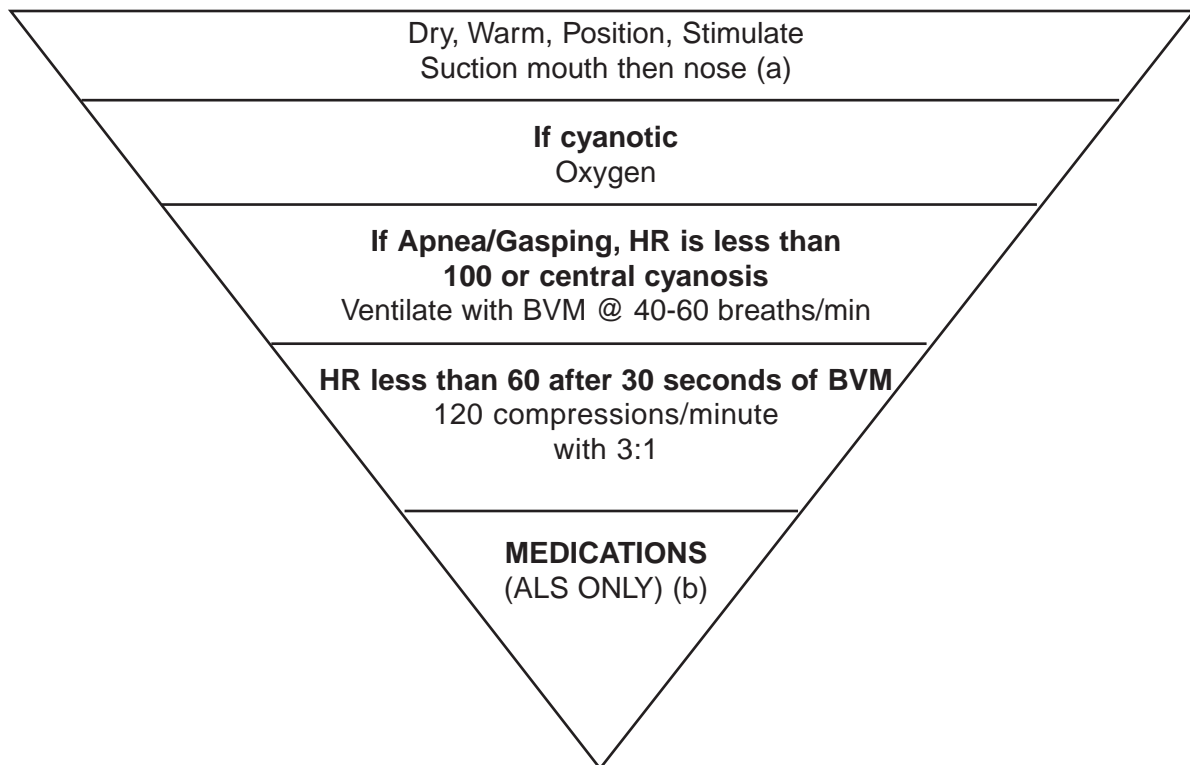 Dry, Warm, Position, Stimulate
Suction mouth then nose (a)
If cyanotic
Oxygen
If Apnea/Gasping, HR is less than
100 or central cyanosis
Ventilate with BVM @ 40-60 breaths/min
HR less than 60 after 30 seconds of BVM
120 compressions/minute
with 3:1
MEDICATIONS
(ALS ONLY) (b)